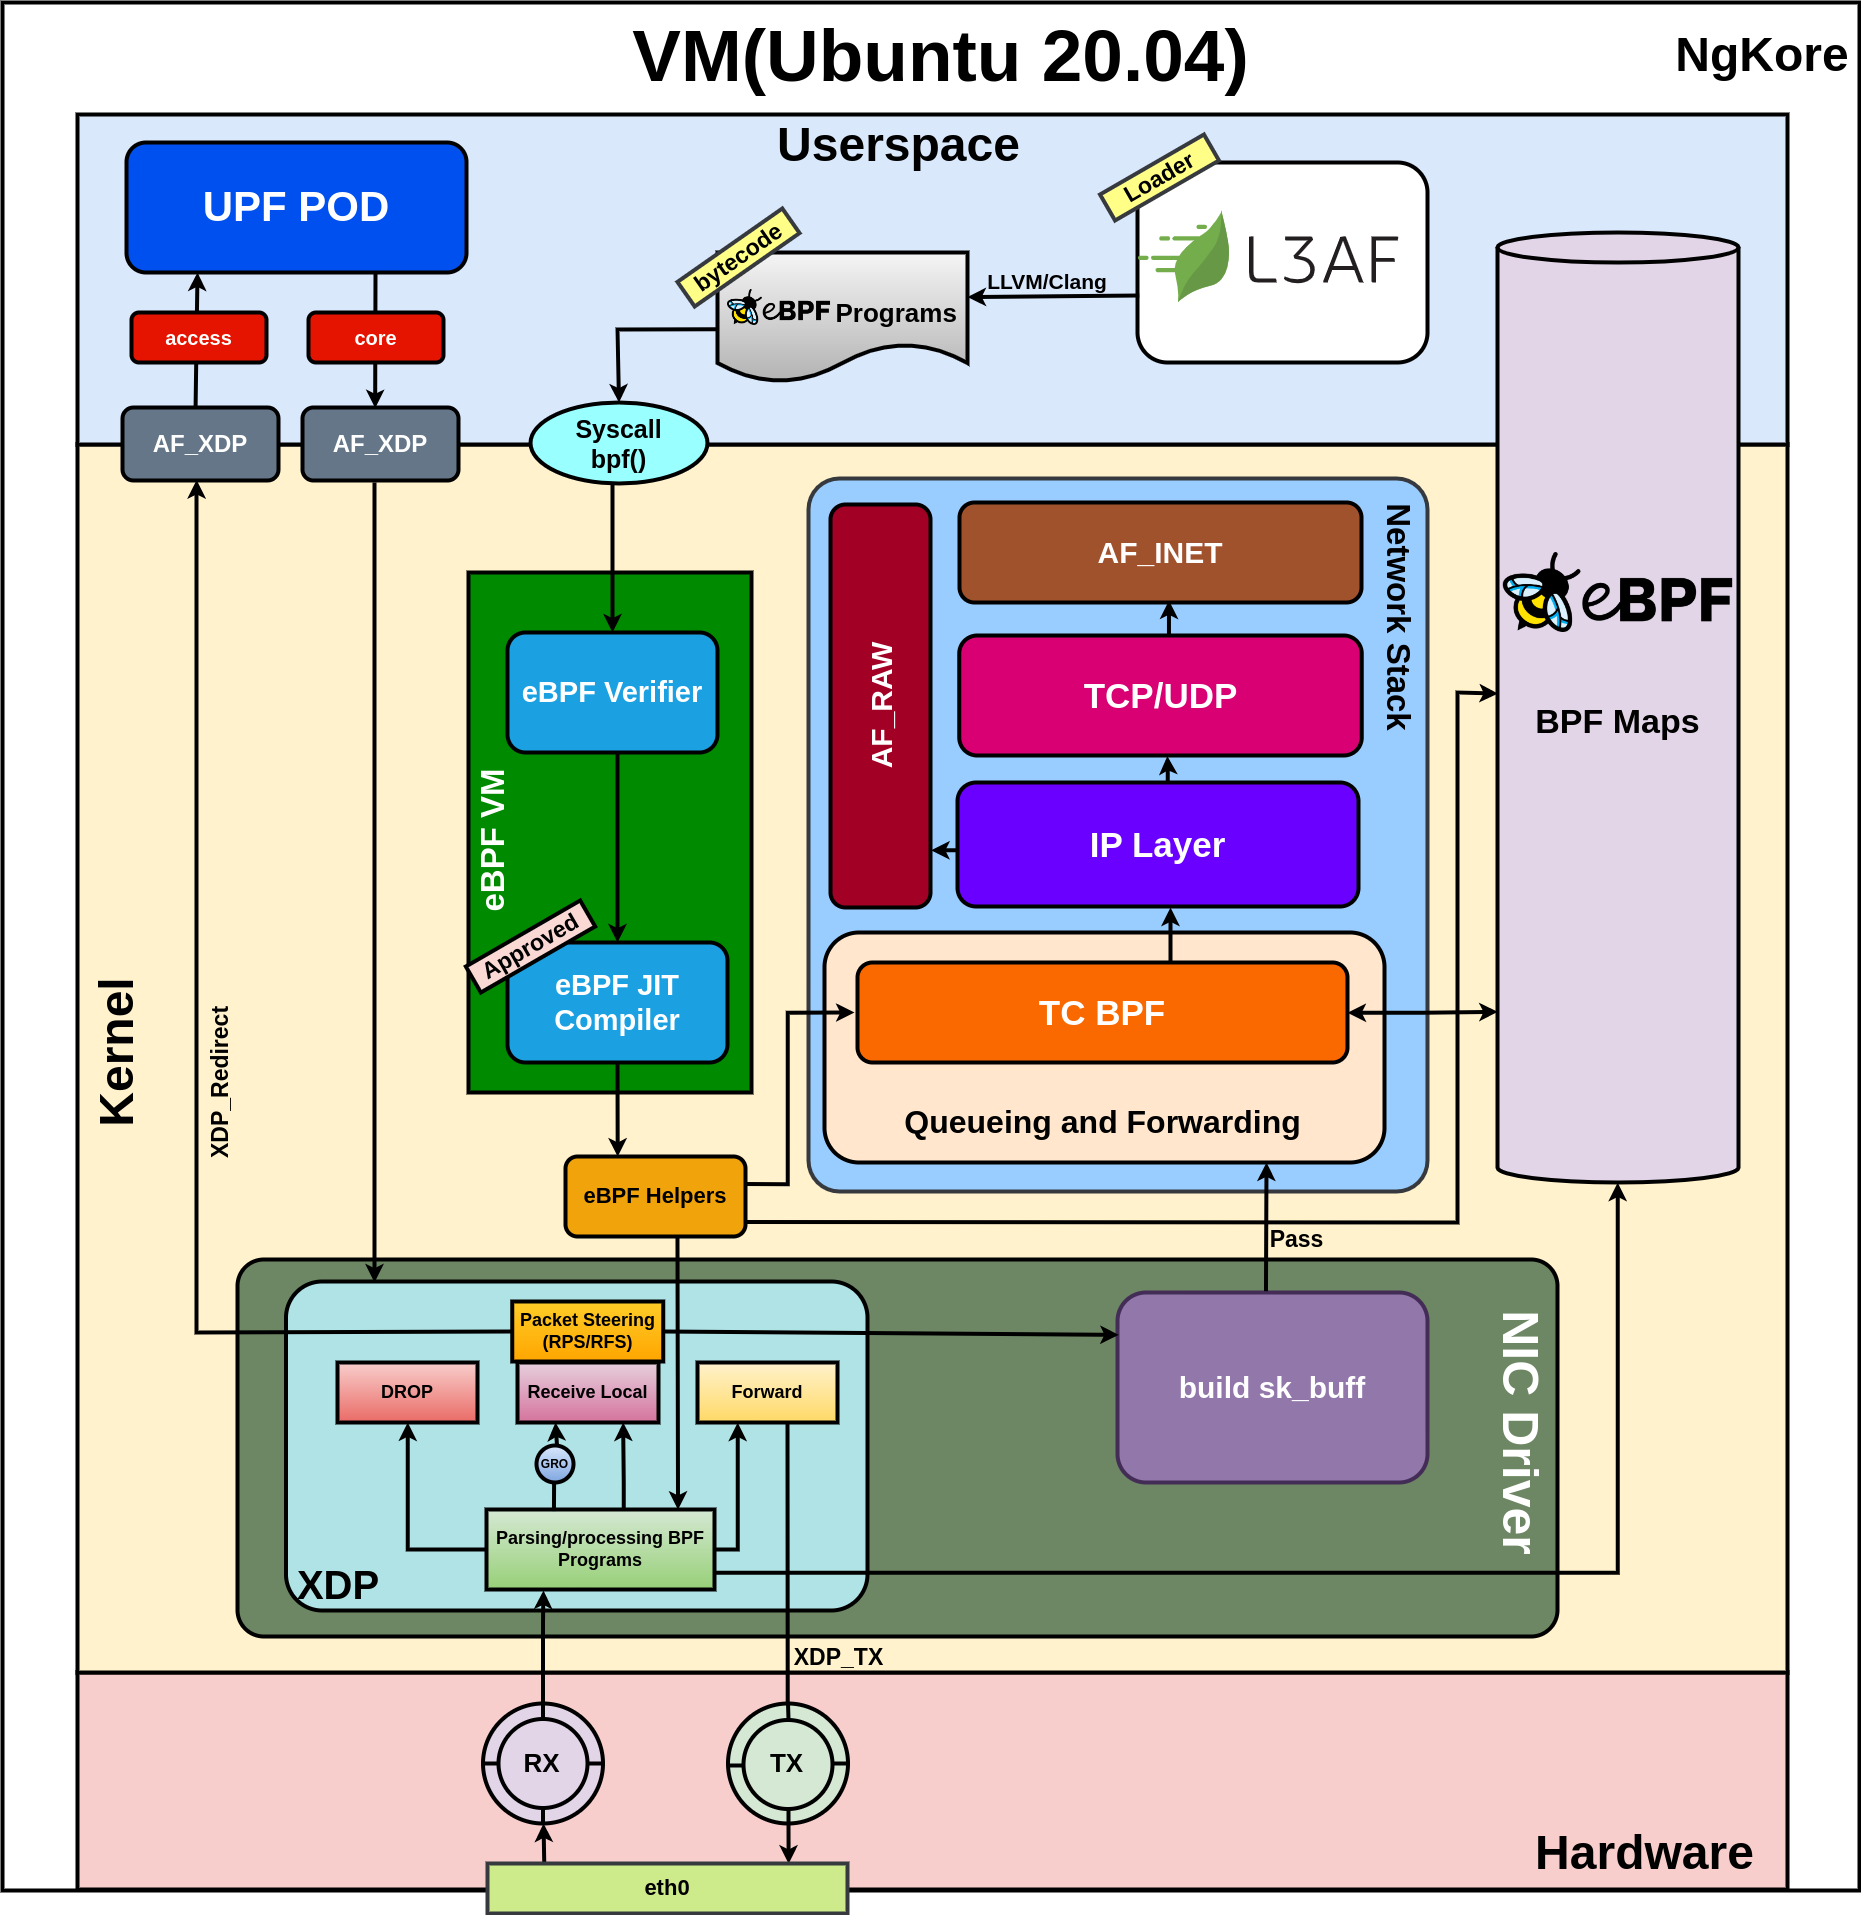 VM(Ubuntu 20.04)
NgKore
Userspace
UPF POD
Loader
L3AF
bytecode
eBPF Programs
LLVM/Clang
access
core
AF_XDP
AF_XDP
Syscall
bpf()
Network Stack
AF_INET
AF_RAW
TCP/UDP
eBPF
BPF Maps
eBPF Verifier
eBPF VM
IP Layer
Approved
eBPF JIT
Compiler
TC BPF
Queueing and Forwarding
Kernel
XDP_Redirect
eBPF Helpers
Pass
Packet Steering
(RPS/RFS)
DROP
Receive Local
Forward
build sk_buff
NIC Driver
GRO
Parsing/processing BPF
Programs
XDP
XDP_TX
RX
TX
Hardware
eth0